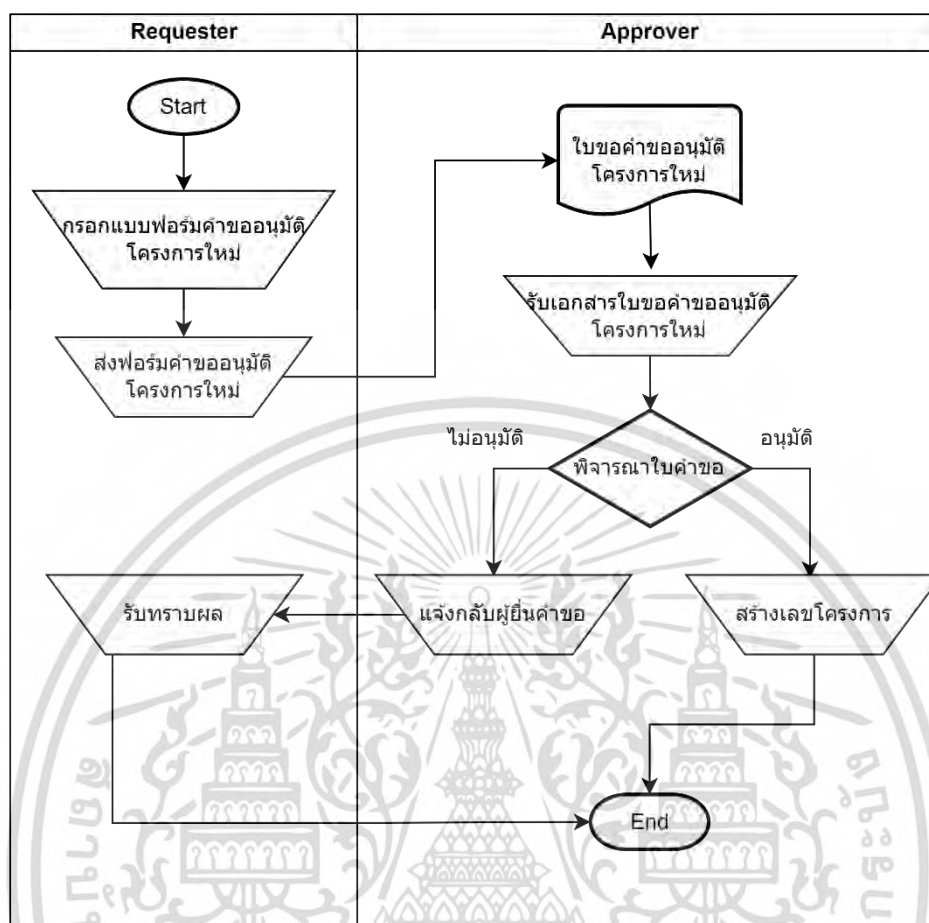 Requester
Approver
Start
ใบขอคำขออนุมัติ
โครงการใหม่
กรอกแบบฟอร์มคำขออนุมัติ
โครงการใหม่
รับเอกสารใบขอคำขออนุมัติ
โครงการใหม่
ส่งฟอร์มคำขออนุมัติ
โครงการใหม่
ไม่อนุมัติ
อนุมัติ
พิจารณาใบคำขอ
รับทราบผล
แจ้งกลับผู้ยื่นคำขอ
สร้างเลขโครงการ
End